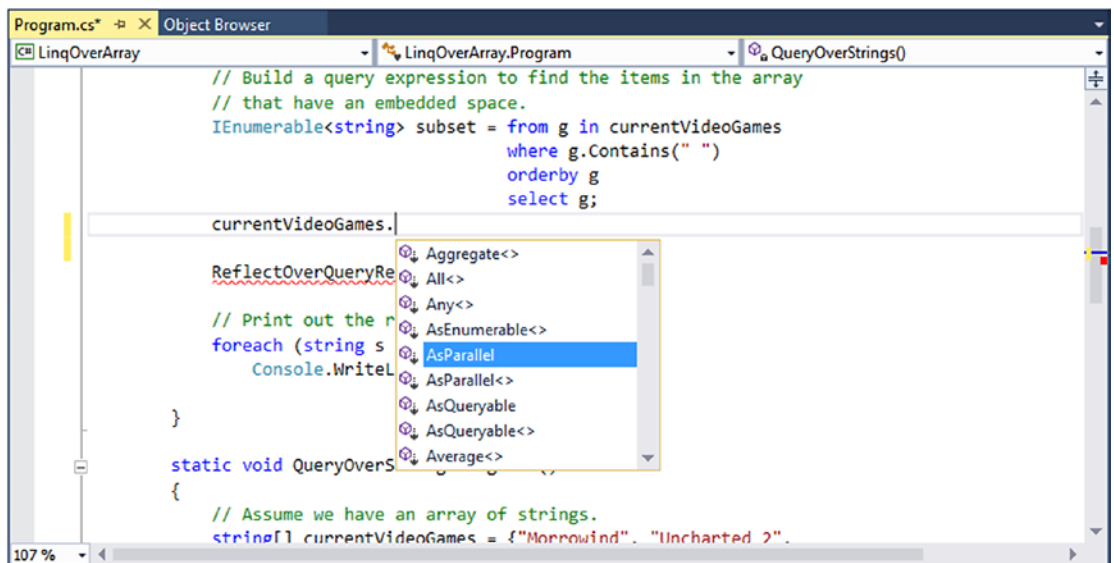 Program.cs* Object Browser
C# LinqOverArray LinqOverArray.Program QueryOverStrings()
// Build a query expression to find the items in the array
// that have an embedded space.
IEnumerable<string> subset = from g in currentVideoGames
where g.Contains(" ")
orderby g
select g;
currentVideoGames.
Aggregate<>
ReflectOverQueryRe All<>
Any<>
// Print out the r AsEnumerable<>
foreach (string s AsParallel
Console.WriteL AsParallel<>
AsQueryable
} AsQueryable<>
Average<>
static void QueryOverS
{
// Assume we have an array of strings.
string[] currentVideoGames = {"Morrowind", "Uncharted 2",
107 %